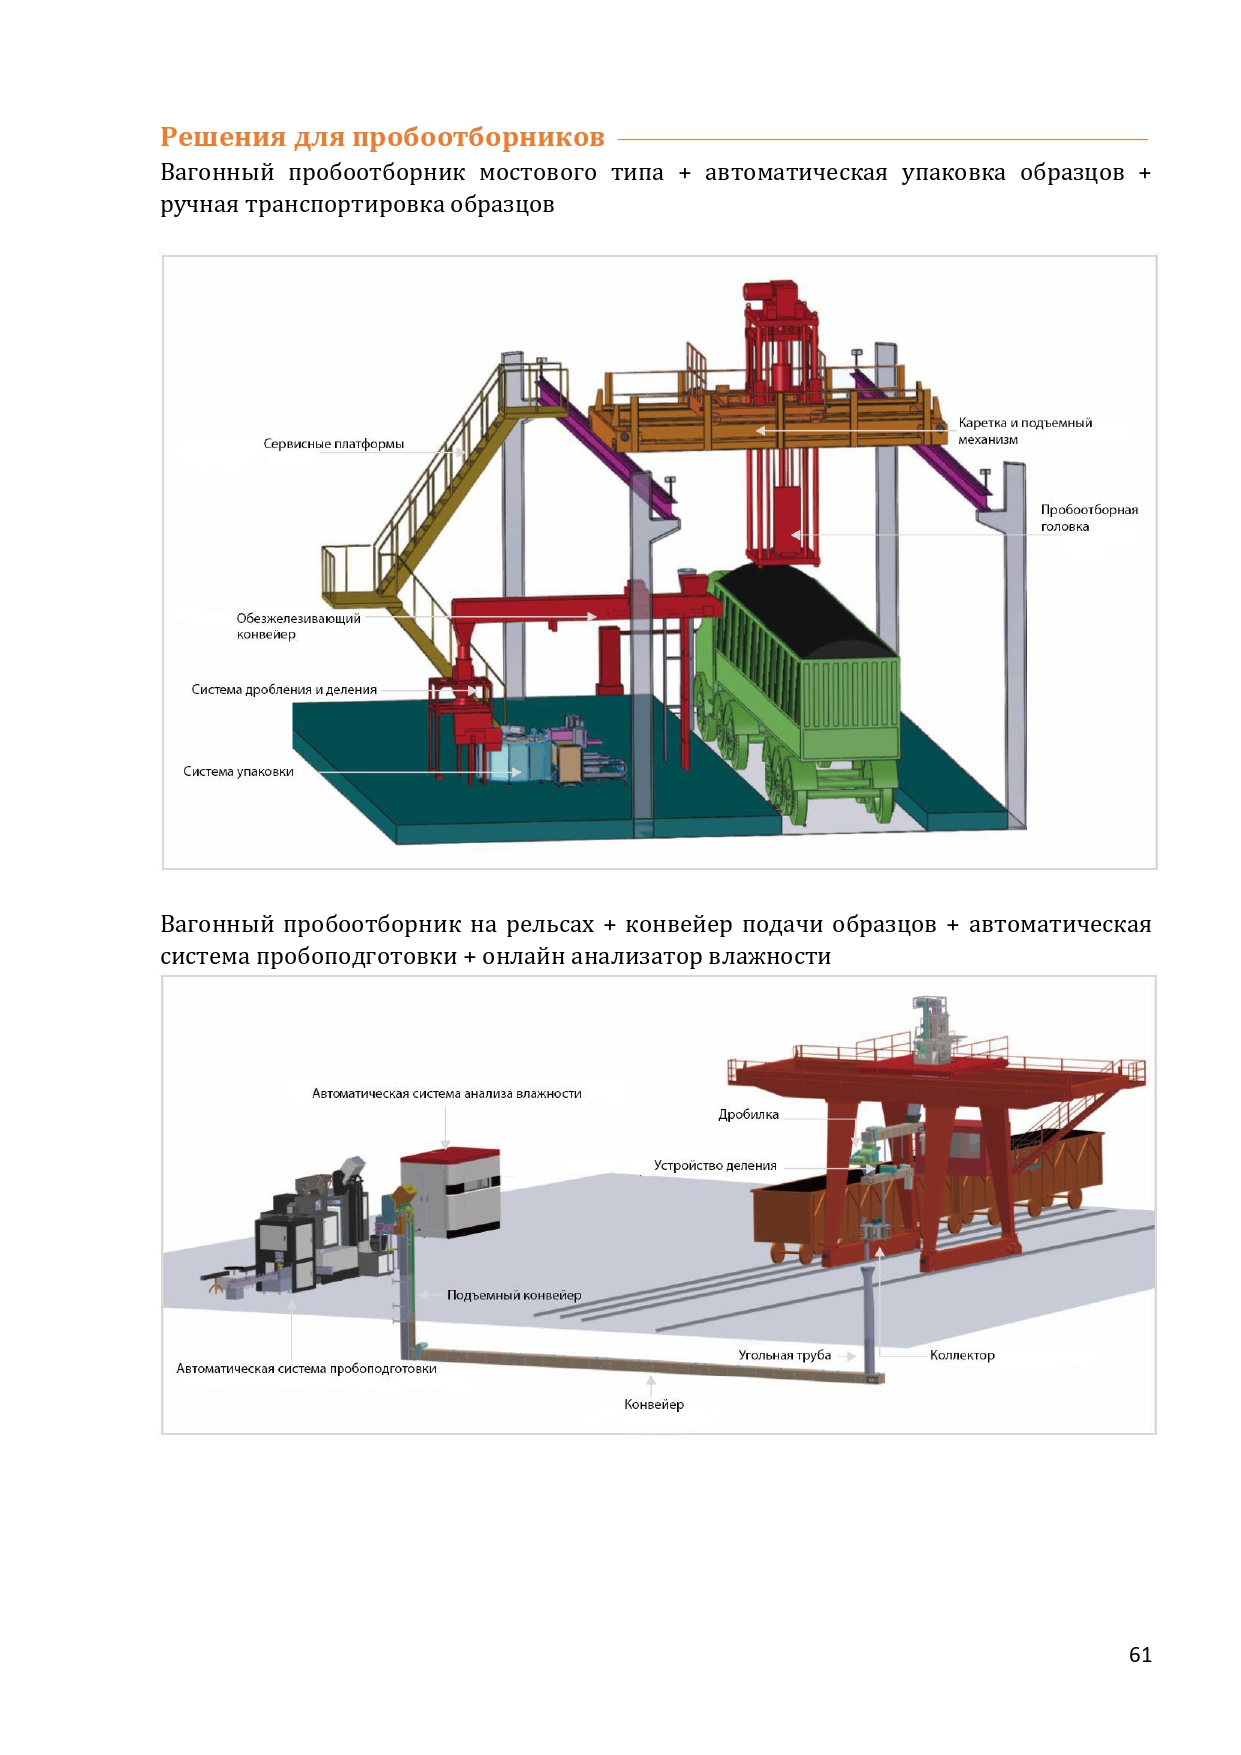 Решения для пробоотборников
Вагонный пробоотборник мостового типа + автоматическая упаковка образцов +
ручная транспортировка образцов
Каретка и подъемный
механизм
Сервисные платформы
Пробоотборная
головка
Обезжелезивающий
конвейер
Система дробления и деления
Система упаковки
Вагонный пробоотборник на рельсах + конвейер подачи образцов + автоматическая
система пробоподготовки + онлайн анализатор влажности
Автоматическая система анализа влажности
Дробилка
Устройство деления
Подъемный конвейер
Угольная труба
Коллектор
Автоматическая система пробоподготовки
Конвейер
61